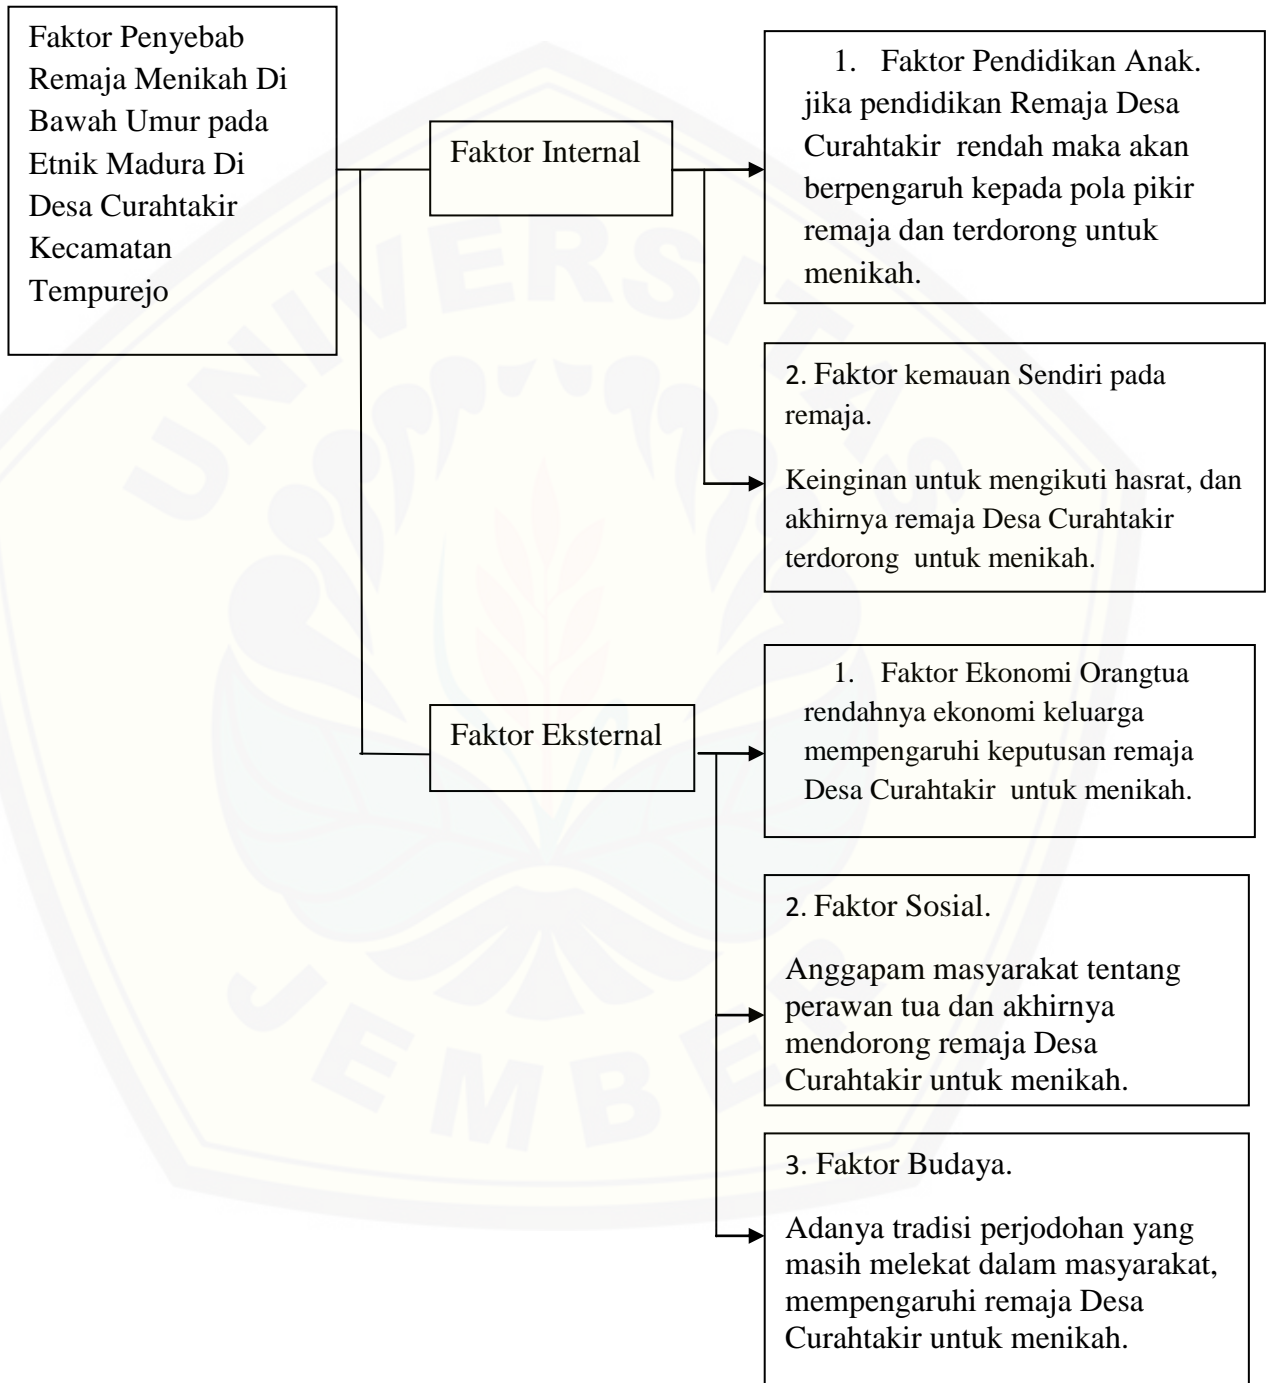 Faktor Penyebab
Remaja Menikah Di
Bawah Umur pada
Etnik Madura Di
Desa Curahtakir
Kecamatan
Tempurejo
Faktor Internal
1. Faktor Pendidikan Anak.
jika pendidikan Remaja Desa
Curahtakir rendah maka akan
berpengaruh kepada pola pikir
remaja dan terdorong untuk
menikah.
2. Faktor kemauan Sendiri pada
remaja.
Keinginan untuk mengikuti hasrat, dan
akhirnya remaja Desa Curahtakir
terdorong untuk menikah.
Faktor Eksternal
1. Faktor Ekonomi Orangtua
rendahnya ekonomi keluarga
mempengaruhi keputusan remaja
Desa Curahtakir untuk menikah.
2. Faktor Sosial.
Anggapam masyarakat tentang
perawan tua dan akhirnya
mendorong remaja Desa
Curahtakir untuk menikah.
3. Faktor Budaya.
Adanya tradisi perjodohan yang
masih melekat dalam masyarakat,
mempengaruhi remaja Desa
Curahtakir untuk menikah.
UNIVERSITAS
JEMBER